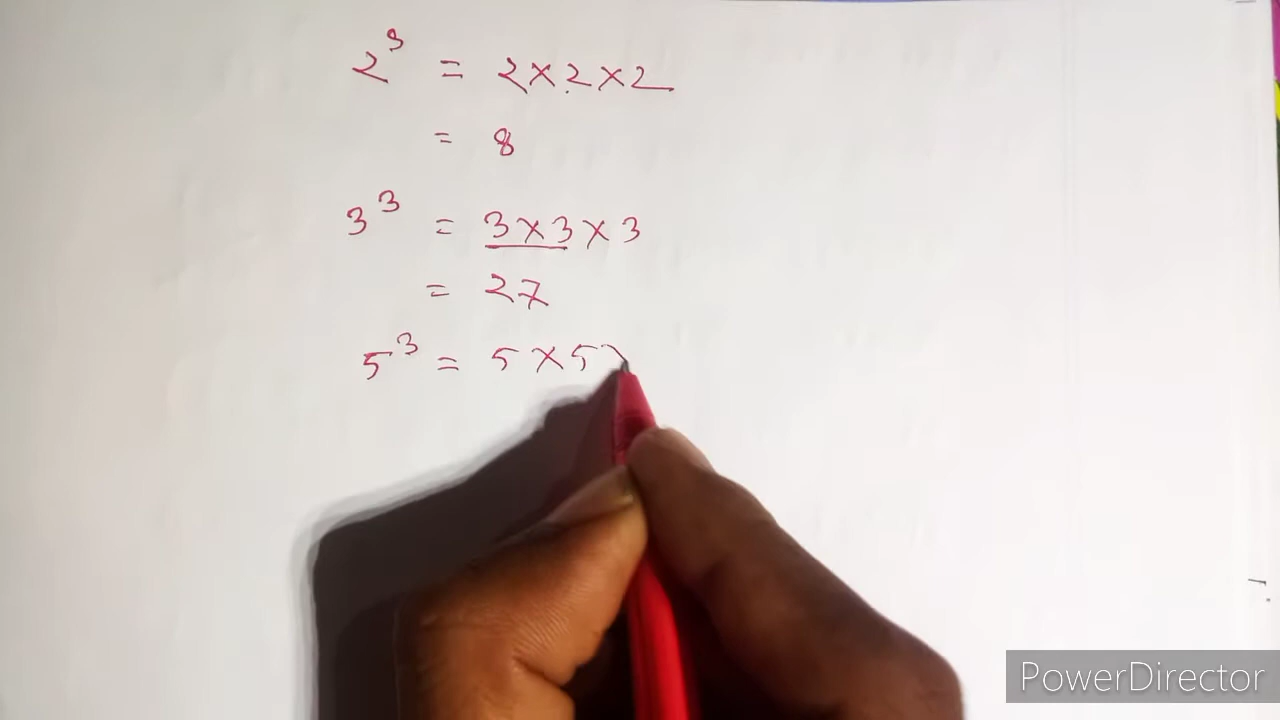 2³ = 2×2×2
= 8
3³ = 3×3×3
= 27
5³ = 5×5×
PowerDirector